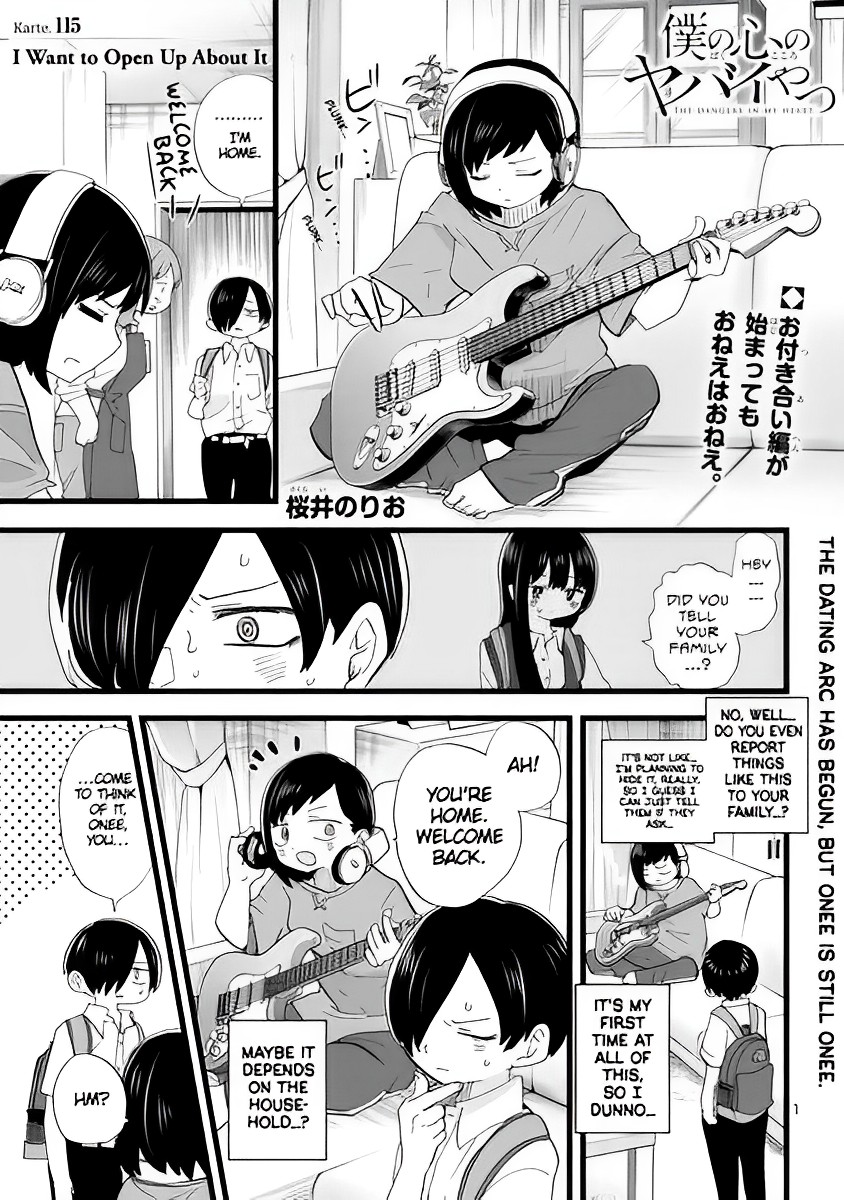 Karte. 115
I Want to Open Up About It
僕の心の
ヤバイやつ
THE DANGERS IN MY HEART
ビン…
PLUNK...
ビン…
PLUNK
◆お付き合い編が
始まっても
おねえはおねえ。
THE DATING ARC HAS BEGUN, BUT ONEE IS STILL ONEE.
桜井のりお
.........
I'M
HOME.
WELCOME
BACK—
HEY
---
---
DID YOU
TELL
YOUR
FAMILY
...?
NO, WELL...
DO YOU EVEN
REPORT
THINGS
LIKE THIS
TO YOUR
FAMILY...?
IT'S NOT LIKE...
I'M PLANNING TO
HIDE IT, REALLY,
SO I GUESS I
CAN JUST TELL
THEM IF THEY
ASK...
IT'S MY
FIRST
TIME AT
ALL OF
THIS,
SO I
DUNNO...
AH!
YOU'RE
HOME.
WELCOME
BACK.
MAYBE IT
DEPENDS
ON THE
HOUSE-
HOLD...?
...COME
TO THINK
OF IT,
ONEE,
YOU...
HM?
1